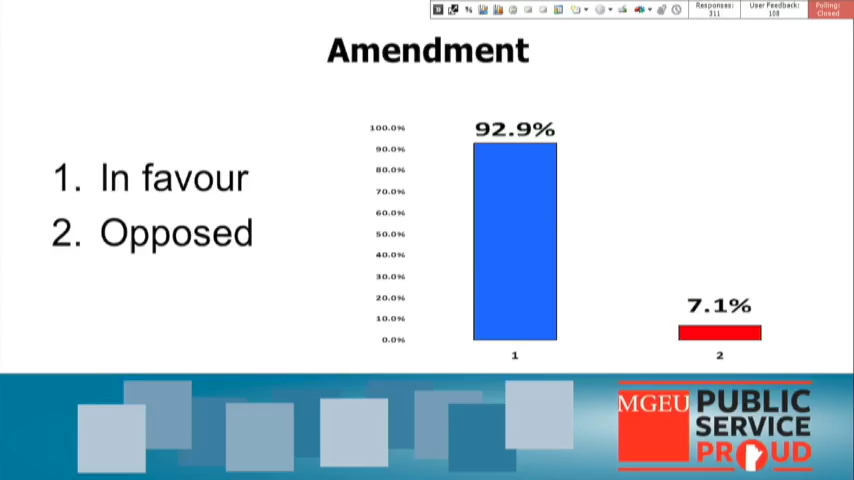 Responses:
311
User Feedback:
108
Polling:
Closed
Amendment
1. In favour
2. Opposed
100.0%
90.0%
80.0%
70.0%
60.0%
50.0%
40.0%
30.0%
20.0%
10.0%
0.0%
92.9%
7.1%
1
2
MGEU
PUBLIC
SERVICE
PROUD